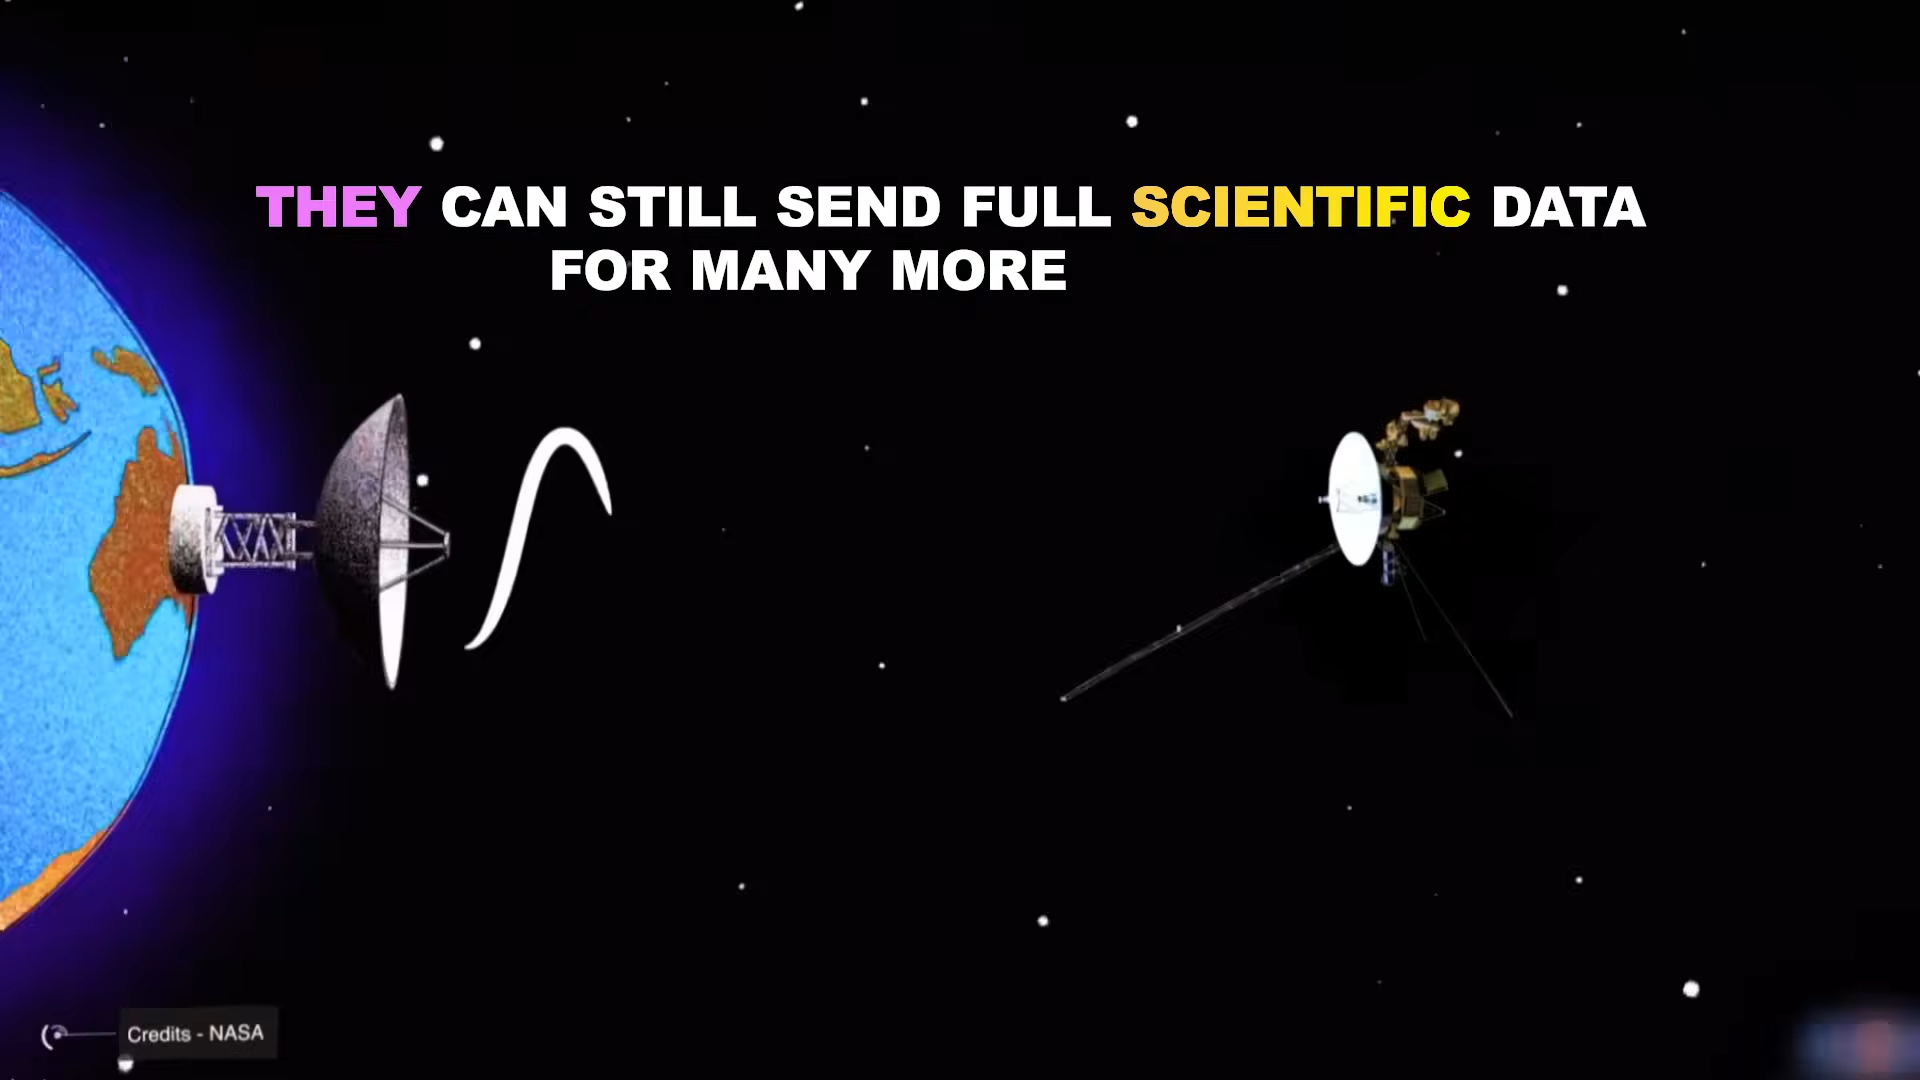 THEY CAN STILL SEND FULL SCIENTIFIC DATA
FOR MANY MORE
Credits - NASA